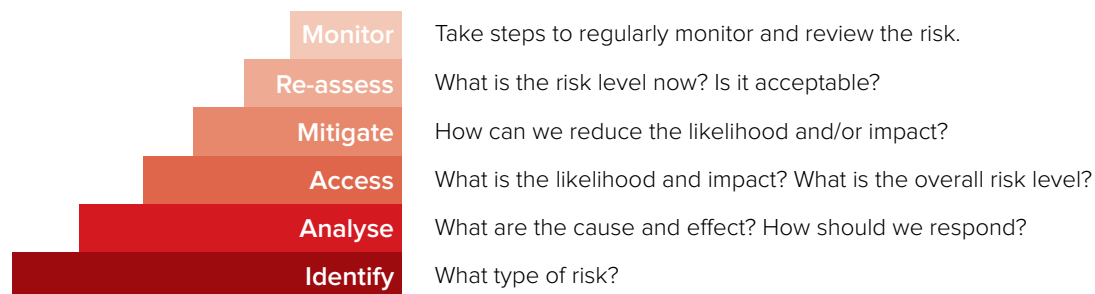 Monitor Take steps to regularly monitor and review the risk.
Re-assess What is the risk level now? Is it acceptable?
Mitigate How can we reduce the likelihood and/or impact?
Access What is the likelihood and impact? What is the overall risk level?
Analyse What are the cause and effect? How should we respond?
Identify What type of risk?